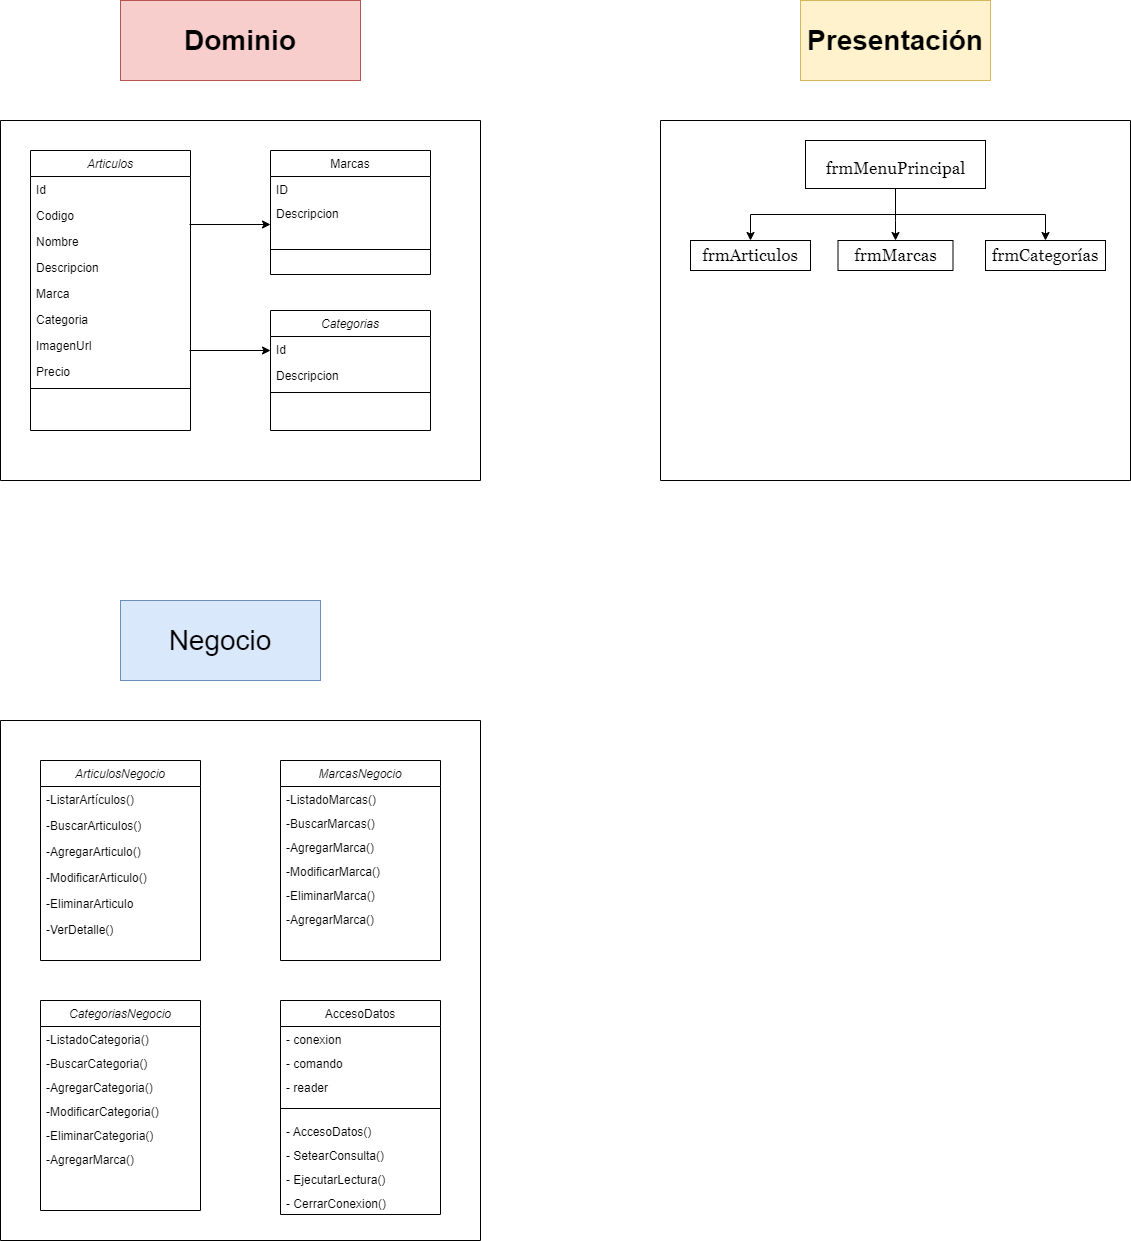 Dominio
Presentación
Articulos
Id
Codigo
Nombre
Descripcion
Marca
Categoria
ImagenUrl
Precio
Marcas
ID
Descripcion
Categorias
Id
Descripcion
frmMenuPrincipal
frmArticulos
frmMarcas
frmCategorías
Negocio
ArticulosNegocio
-ListarArtículos()
-BuscarArticulos()
-AgregarArticulo()
-ModificarArticulo()
-EliminarArticulo
-VerDetalle()
MarcasNegocio
-ListadoMarcas()
-BuscarMarcas()
-AgregarMarca()
-ModificarMarca()
-EliminarMarca()
-AgregarMarca()
CategoriasNegocio
-ListadoCategoria()
-BuscarCategoria()
-AgregarCategoria()
-ModificarCategoria()
-EliminarCategoria()
-AgregarMarca()
AccesoDatos
- conexion
- comando
- reader
- AccesoDatos()
- SetearConsulta()
- EjecutarLectura()
- CerrarConexion()